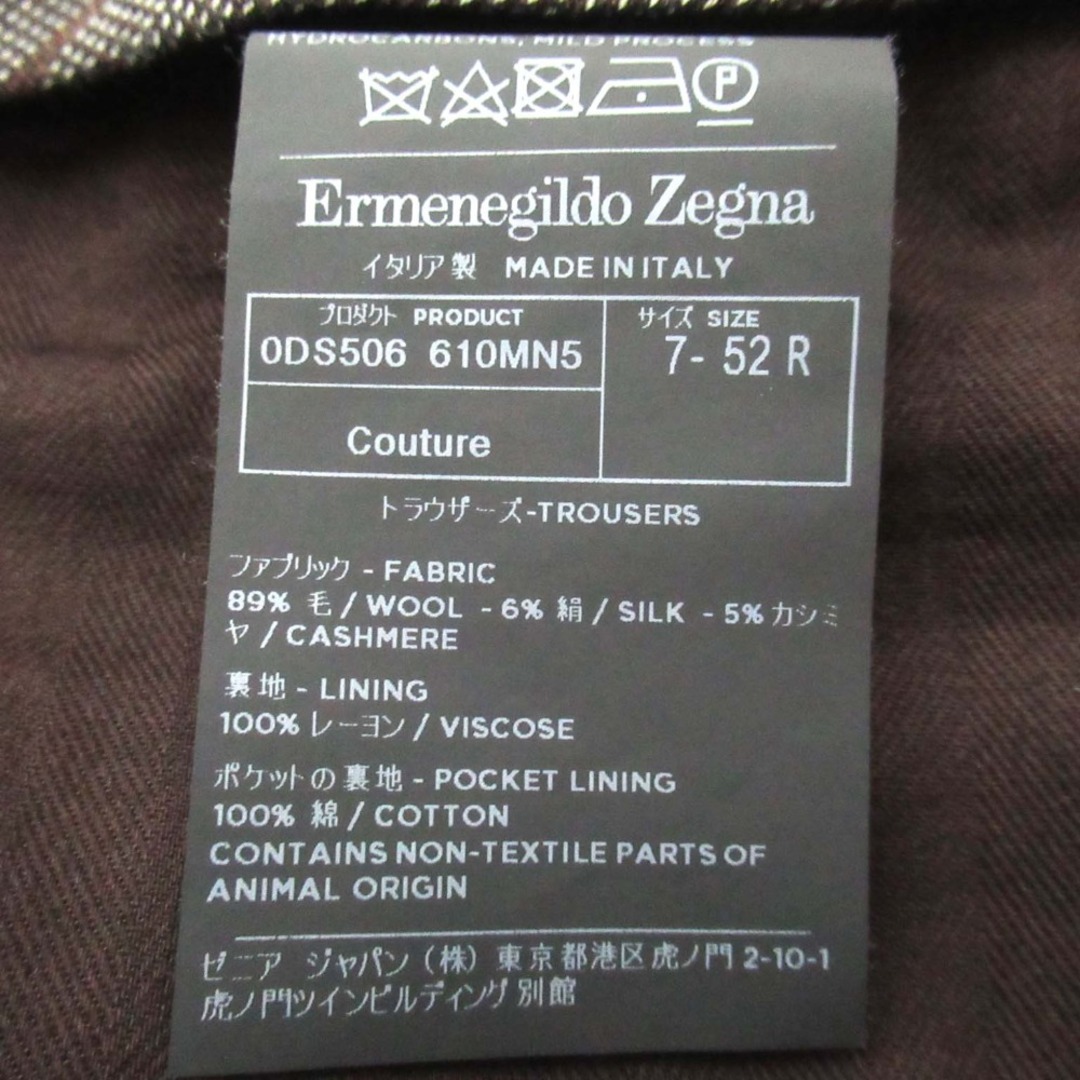 HYDROCARBONS, MILD PROCESS
P
Ermenegildo Zegna
イタリア製 MADE IN ITALY
プロダクト PRODUCT
0DS506 610MN5
サイズ SIZE
7- 52 R
Couture
トラウザーズ-TROUSERS
ファブリック - FABRIC
89% 毛 / WOOL - 6% 絹 / SILK - 5% カシミ
ヤ / CASHMERE
裏地 - LINING
100% レーヨン / VISCOSE
ポケットの裏地 - POCKET LINING
100% 綿 / COTTON
CONTAINS NON-TEXTILE PARTS OF
ANIMAL ORIGIN
ゼニア ジャパン (株) 東京都港区虎ノ門 2-10-1
虎ノ門ツインビルディング 別館